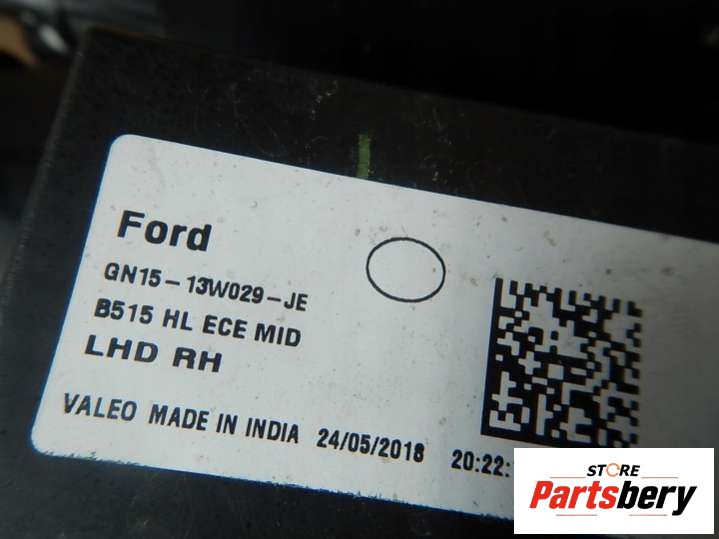 Ford
GN15-13W029-JE
B515 HL ECE MID
LHD RH
VALEO MADE IN INDIA 24/05/2018 20:22:
STORE
Partsbery